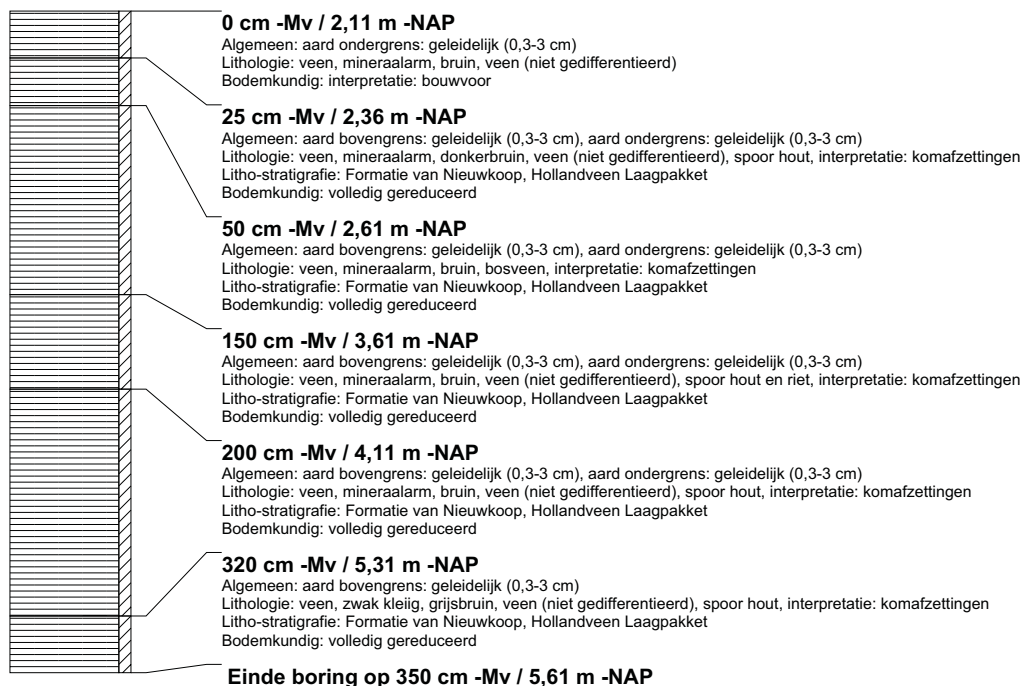 0 cm -Mv / 2,11 m -NAP
Algemeen: aard ondergrens: geleidelijk (0,3-3 cm)
Lithologie: veen, mineraalarm, bruin, veen (niet gedifferentieerd)
Bodemkundig: interpretatie: bouwvoor
25 cm -Mv / 2,36 m -NAP
Algemeen: aard bovengrens: geleidelijk (0,3-3 cm), aard ondergrens: geleidelijk (0,3-3 cm)
Lithologie: veen, mineraalarm, donkerbruin, veen (niet gedifferentieerd), spoor hout, interpretatie: komafzettingen
Litho-stratigrafie: Formatie van Nieuwkoop, Hollandveen Laagpakket
Bodemkundig: volledig gereduceerd
50 cm -Mv / 2,61 m -NAP
Algemeen: aard bovengrens: geleidelijk (0,3-3 cm), aard ondergrens: geleidelijk (0,3-3 cm)
Lithologie: veen, mineraalarm, bruin, bosveen, interpretatie: komafzettingen
Litho-stratigrafie: Formatie van Nieuwkoop, Hollandveen Laagpakket
Bodemkundig: volledig gereduceerd
150 cm -Mv / 3,61 m -NAP
Algemeen: aard bovengrens: geleidelijk (0,3-3 cm), aard ondergrens: geleidelijk (0,3-3 cm)
Lithologie: veen, mineraalarm, bruin, veen (niet gedifferentieerd), spoor hout en riet, interpretatie: komafzettingen
Litho-stratigrafie: Formatie van Nieuwkoop, Hollandveen Laagpakket
Bodemkundig: volledig gereduceerd
200 cm -Mv / 4,11 m -NAP
Algemeen: aard bovengrens: geleidelijk (0,3-3 cm), aard ondergrens: geleidelijk (0,3-3 cm)
Lithologie: veen, mineraalarm, bruin, veen (niet gedifferentieerd), spoor hout, interpretatie: komafzettingen
Litho-stratigrafie: Formatie van Nieuwkoop, Hollandveen Laagpakket
Bodemkundig: volledig gereduceerd
320 cm -Mv / 5,31 m -NAP
Algemeen: aard bovengrens: geleidelijk (0,3-3 cm)
Lithologie: veen, zwak kleiig, grijsbruin, veen (niet gedifferentieerd), spoor hout, interpretatie: komafzettingen
Litho-stratigrafie: Formatie van Nieuwkoop, Hollandveen Laagpakket
Bodemkundig: volledig gereduceerd
Einde boring op 350 cm -Mv / 5,61 m -NAP